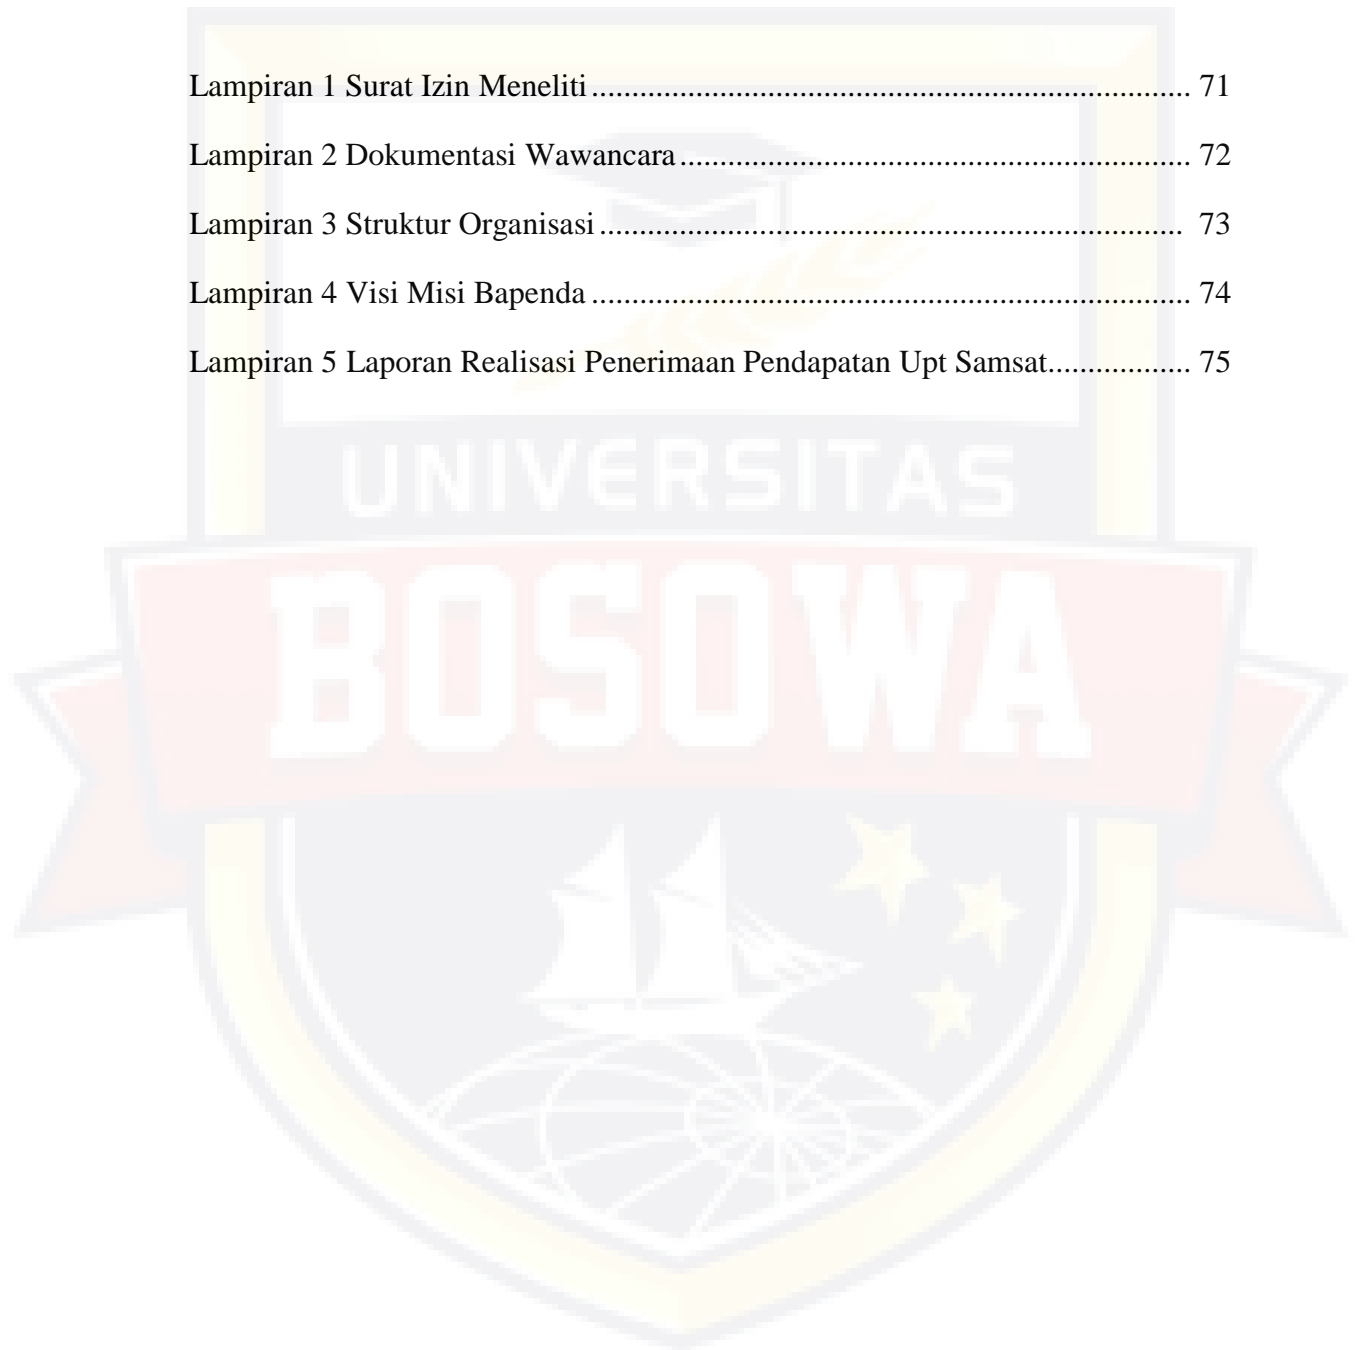 Lampiran 1 Surat Izin Meneliti.......................................................................... 71
Lampiran 2 Dokumentasi Wawancara............................................................... 72
Lampiran 3 Struktur Organisasi........................................................................ 73
Lampiran 4 Visi Misi Bapenda.......................................................................... 74
Lampiran 5 Laporan Realisasi Penerimaan Pendapatan Upt Samsat.................. 75
UNIVERSITAS
BOSOWA